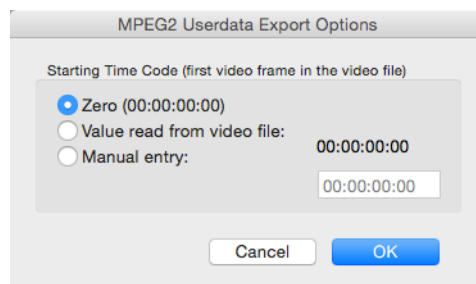 MPEG2 Userdata Export Options
Starting Time Code (first video frame in the video file)
Zero (00:00:00:00)
Value read from video file:
00:00:00:00
Manual entry:
00:00:00:00
Cancel OK